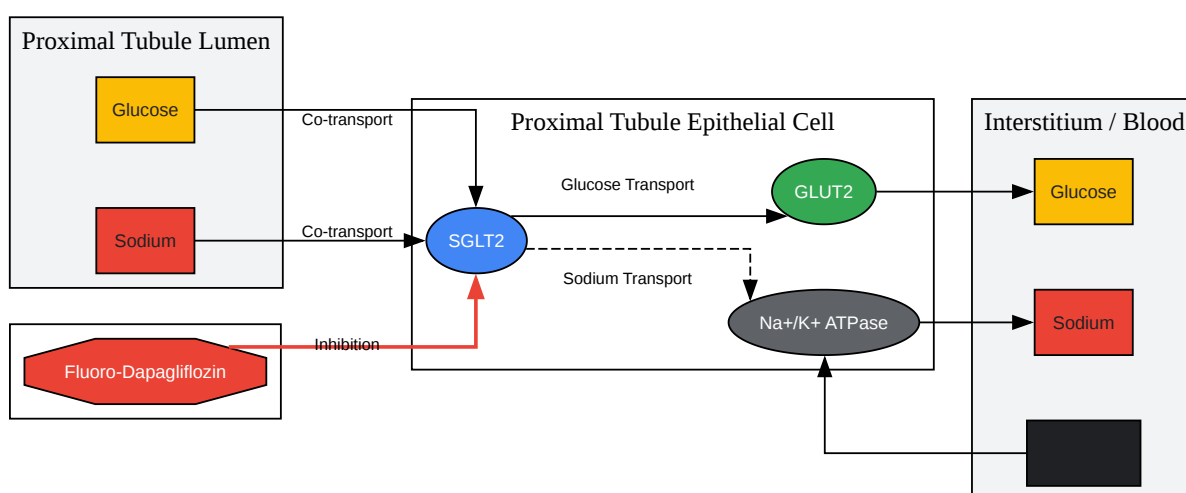 Proximal Tubule Lumen
Glucose
Co-transport
Sodium
Co-transport
Fluoro-Dapagliflozin
Inhibition
Proximal Tubule Epithelial Cell
SGLT2
Glucose Transport
GLUT2
Sodium Transport
Na+/K+ ATPase
Interstitium / Blood
Glucose
Sodium